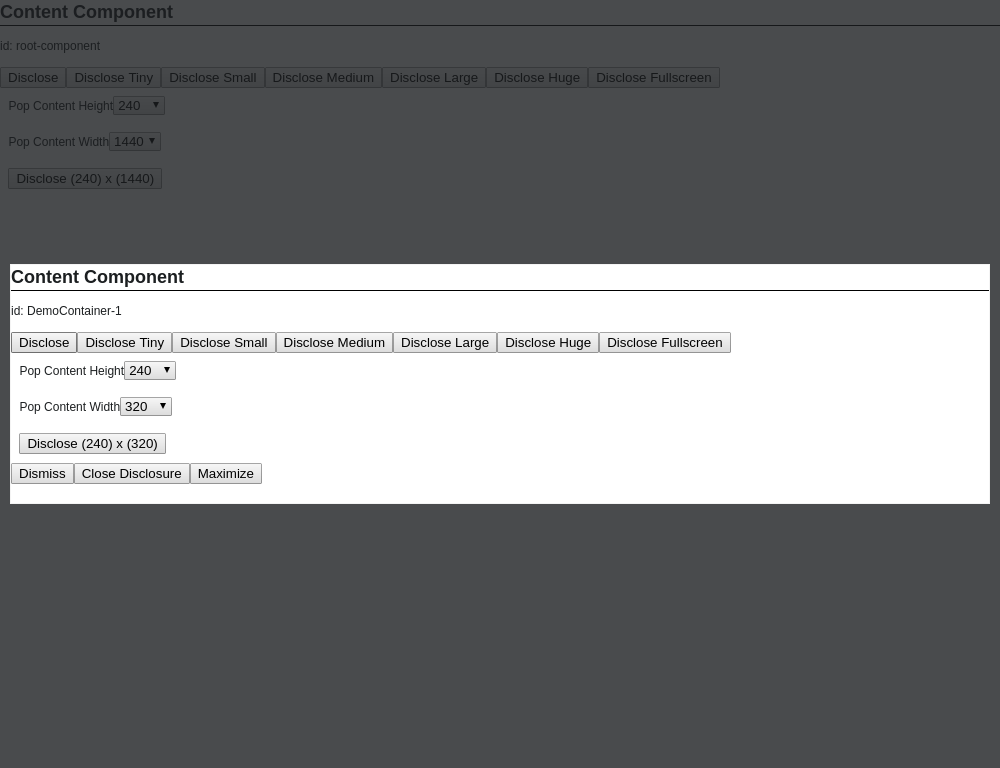 Content Component
id: root-component
Disclose Disclose Tiny Disclose Small Disclose Medium Disclose Large Disclose Huge Disclose Fullscreen
Pop Content Height 240
Pop Content Width 1440
Disclose (240) x (1440)
Content Component
id: DemoContainer-1
Disclose Disclose Tiny Disclose Small Disclose Medium Disclose Large Disclose Huge Disclose Fullscreen
Pop Content Height 240
Pop Content Width 320
Disclose (240) x (320)
Dismiss Close Disclosure Maximize